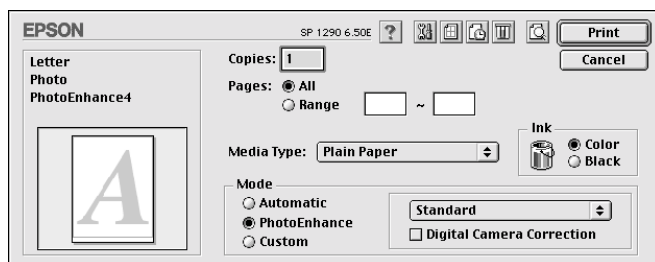 EPSON
SP 1290 6.50E ? Print
Letter
Photo
PhotoEnhance4
A
Copies: 1
Cancel
Pages: All
Range ~
Media Type: Plain Paper
Ink
Color
Black
Mode
Automatic
PhotoEnhance
Custom
Standard
Digital Camera Correction